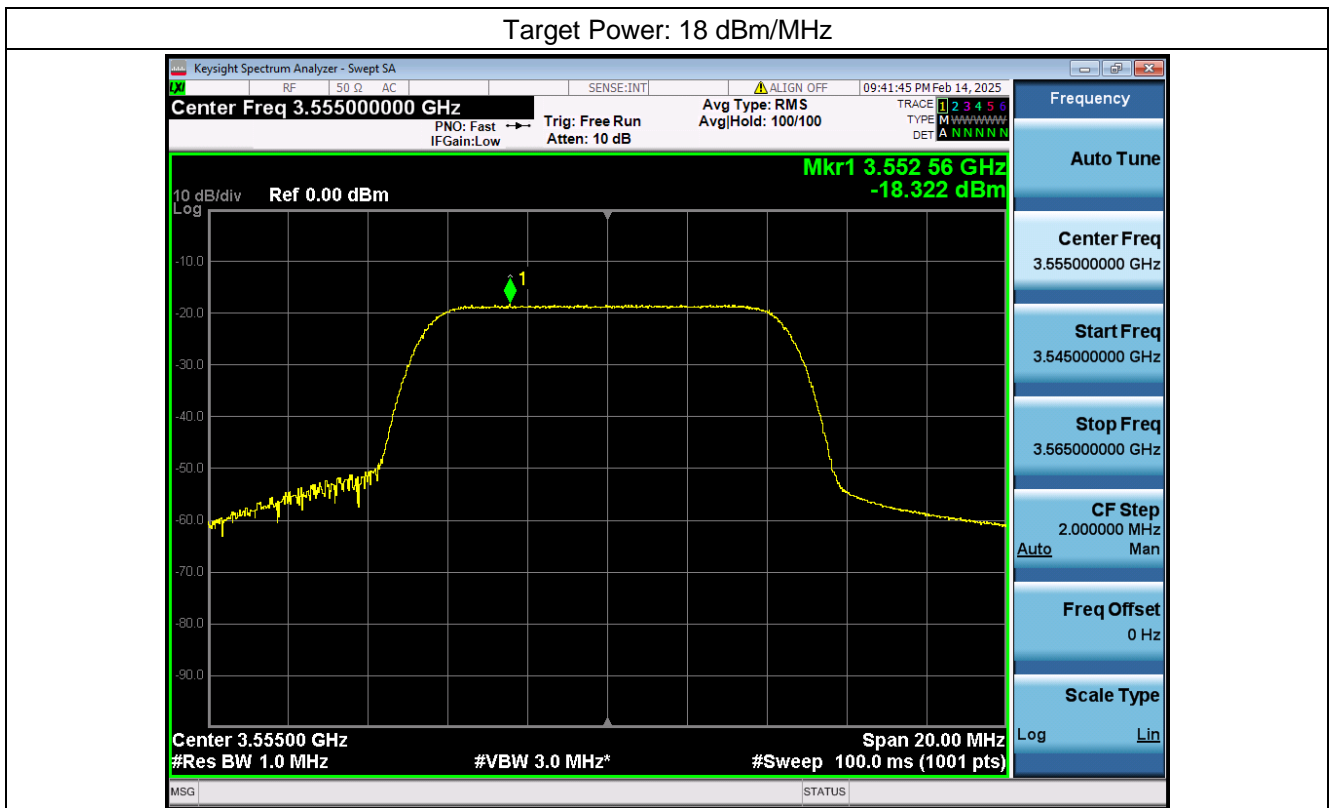 Target Power: 18 dBm/MHz
Keysight Spectrum Analyzer - Swept SA
LXI RF 50 Ω AC SENSE:INT ALIGN OFF 09:41:45 PM Feb 14, 2025
Center Freq 3.555000000 GHz
PNO: Fast
IFGain:Low
Trig: Free Run
Atten: 10 dB
Avg Type: RMS
Avg|Hold: 100/100
TRACE 1 2 3 4 5 6
TYPE M WWWWW
DET A N N N N N
Mkr1 3.552 56 GHz
-18.322 dBm
10 dB/div Ref 0.00 dBm
Log
-10.0
-20.0
-30.0
-40.0
-50.0
-60.0
-70.0
-80.0
-90.0
1
Center 3.55500 GHz
Span 20.00 MHz
#Res BW 1.0 MHz
#VBW 3.0 MHz*
#Sweep 100.0 ms (1001 pts)
MSG
STATUS
Frequency
Auto Tune
Center Freq
3.555000000 GHz
Start Freq
3.545000000 GHz
Stop Freq
3.565000000 GHz
CF Step
2.000000 MHz
Auto Man
Freq Offset
0 Hz
Scale Type
Log Lin